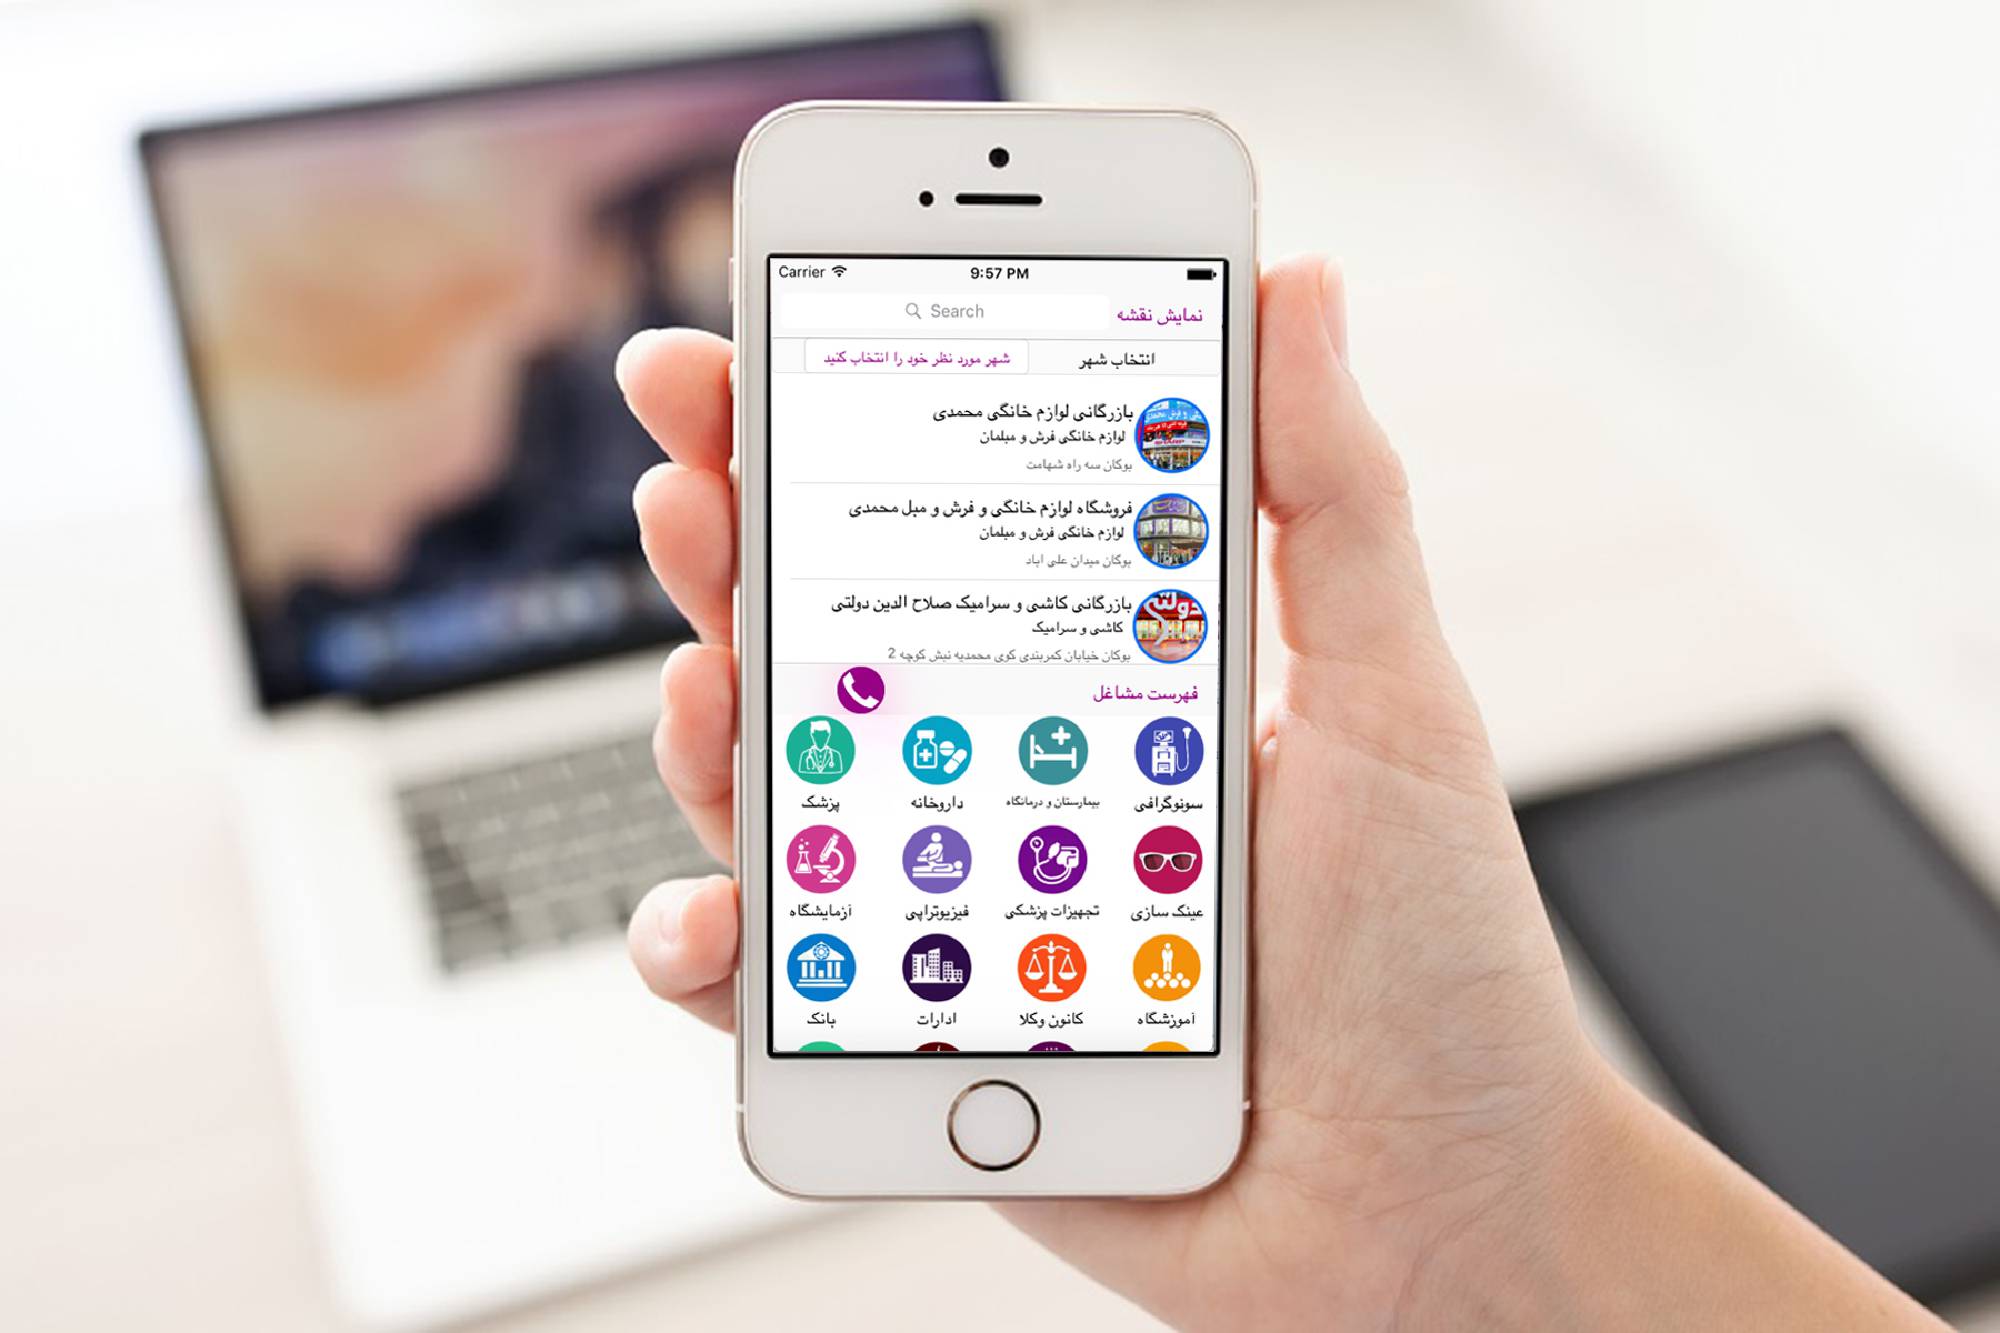 Carrier 9:57 PM
Search نمایش نقشه
انتخاب شهر شهر مورد نظر خود را انتخاب کنید
بازرگانی لوازم خانگی محمدی
لوازم خانگی فرش و مبلمان
بوکان سه راه شهامت
فروشگاه لوازم خانگی و فرش و مبل محمدی
لوازم خانگی فرش و مبلمان
بوکان میدان علی اباد
بازرگانی کاشی و سرامیک صلاح الدین دولتی
کاشی و سرامیک
بوکان خیابان کمربندی کوی محمدیه نبش کوچه 2
دولتی
فهرست مشاغل
سونوگرافی بیمارستان و درمانگاه داروخانه پزشک
عینک سازی تجهیزات پزشکی فیزیوتراپی آزمایشگاه
آموزشگاه کانون وکلا ادارات بانک